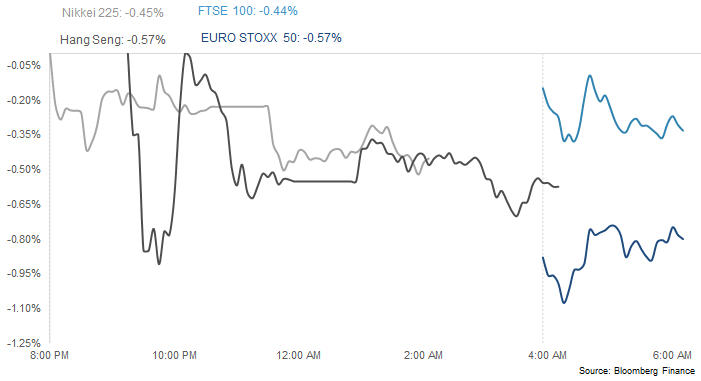 Nikkei 225: -0.45% FTSE 100: -0.44%
Hang Seng: -0.57% EURO STOXX 50: -0.57%
-0.05%
-0.20%
-0.35%
-0.50%
-0.65%
-0.80%
-0.95%
-1.10%
-1.25%
8:00 PM 10:00 PM 12:00 AM 2:00 AM 4:00 AM 6:00 AM
Source: Bloomberg Finance